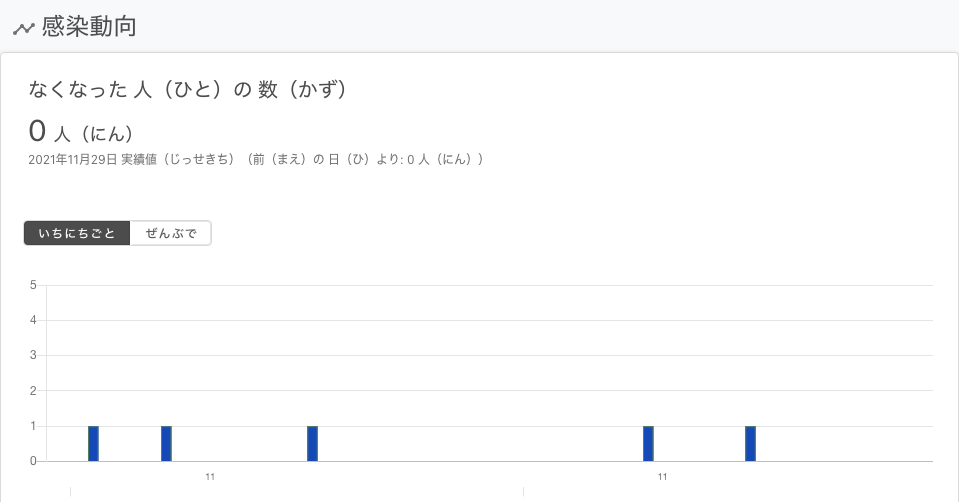 感染動向
なくなった 人（ひと）の 数（かず）
0 人（にん）
2021年11月29日 実績値（じっせきち）（前（まえ）の 日（ひ）より: 0 人（にん））
いちにちごと ぜんぶで
5
4
3
2
1
0
11 11